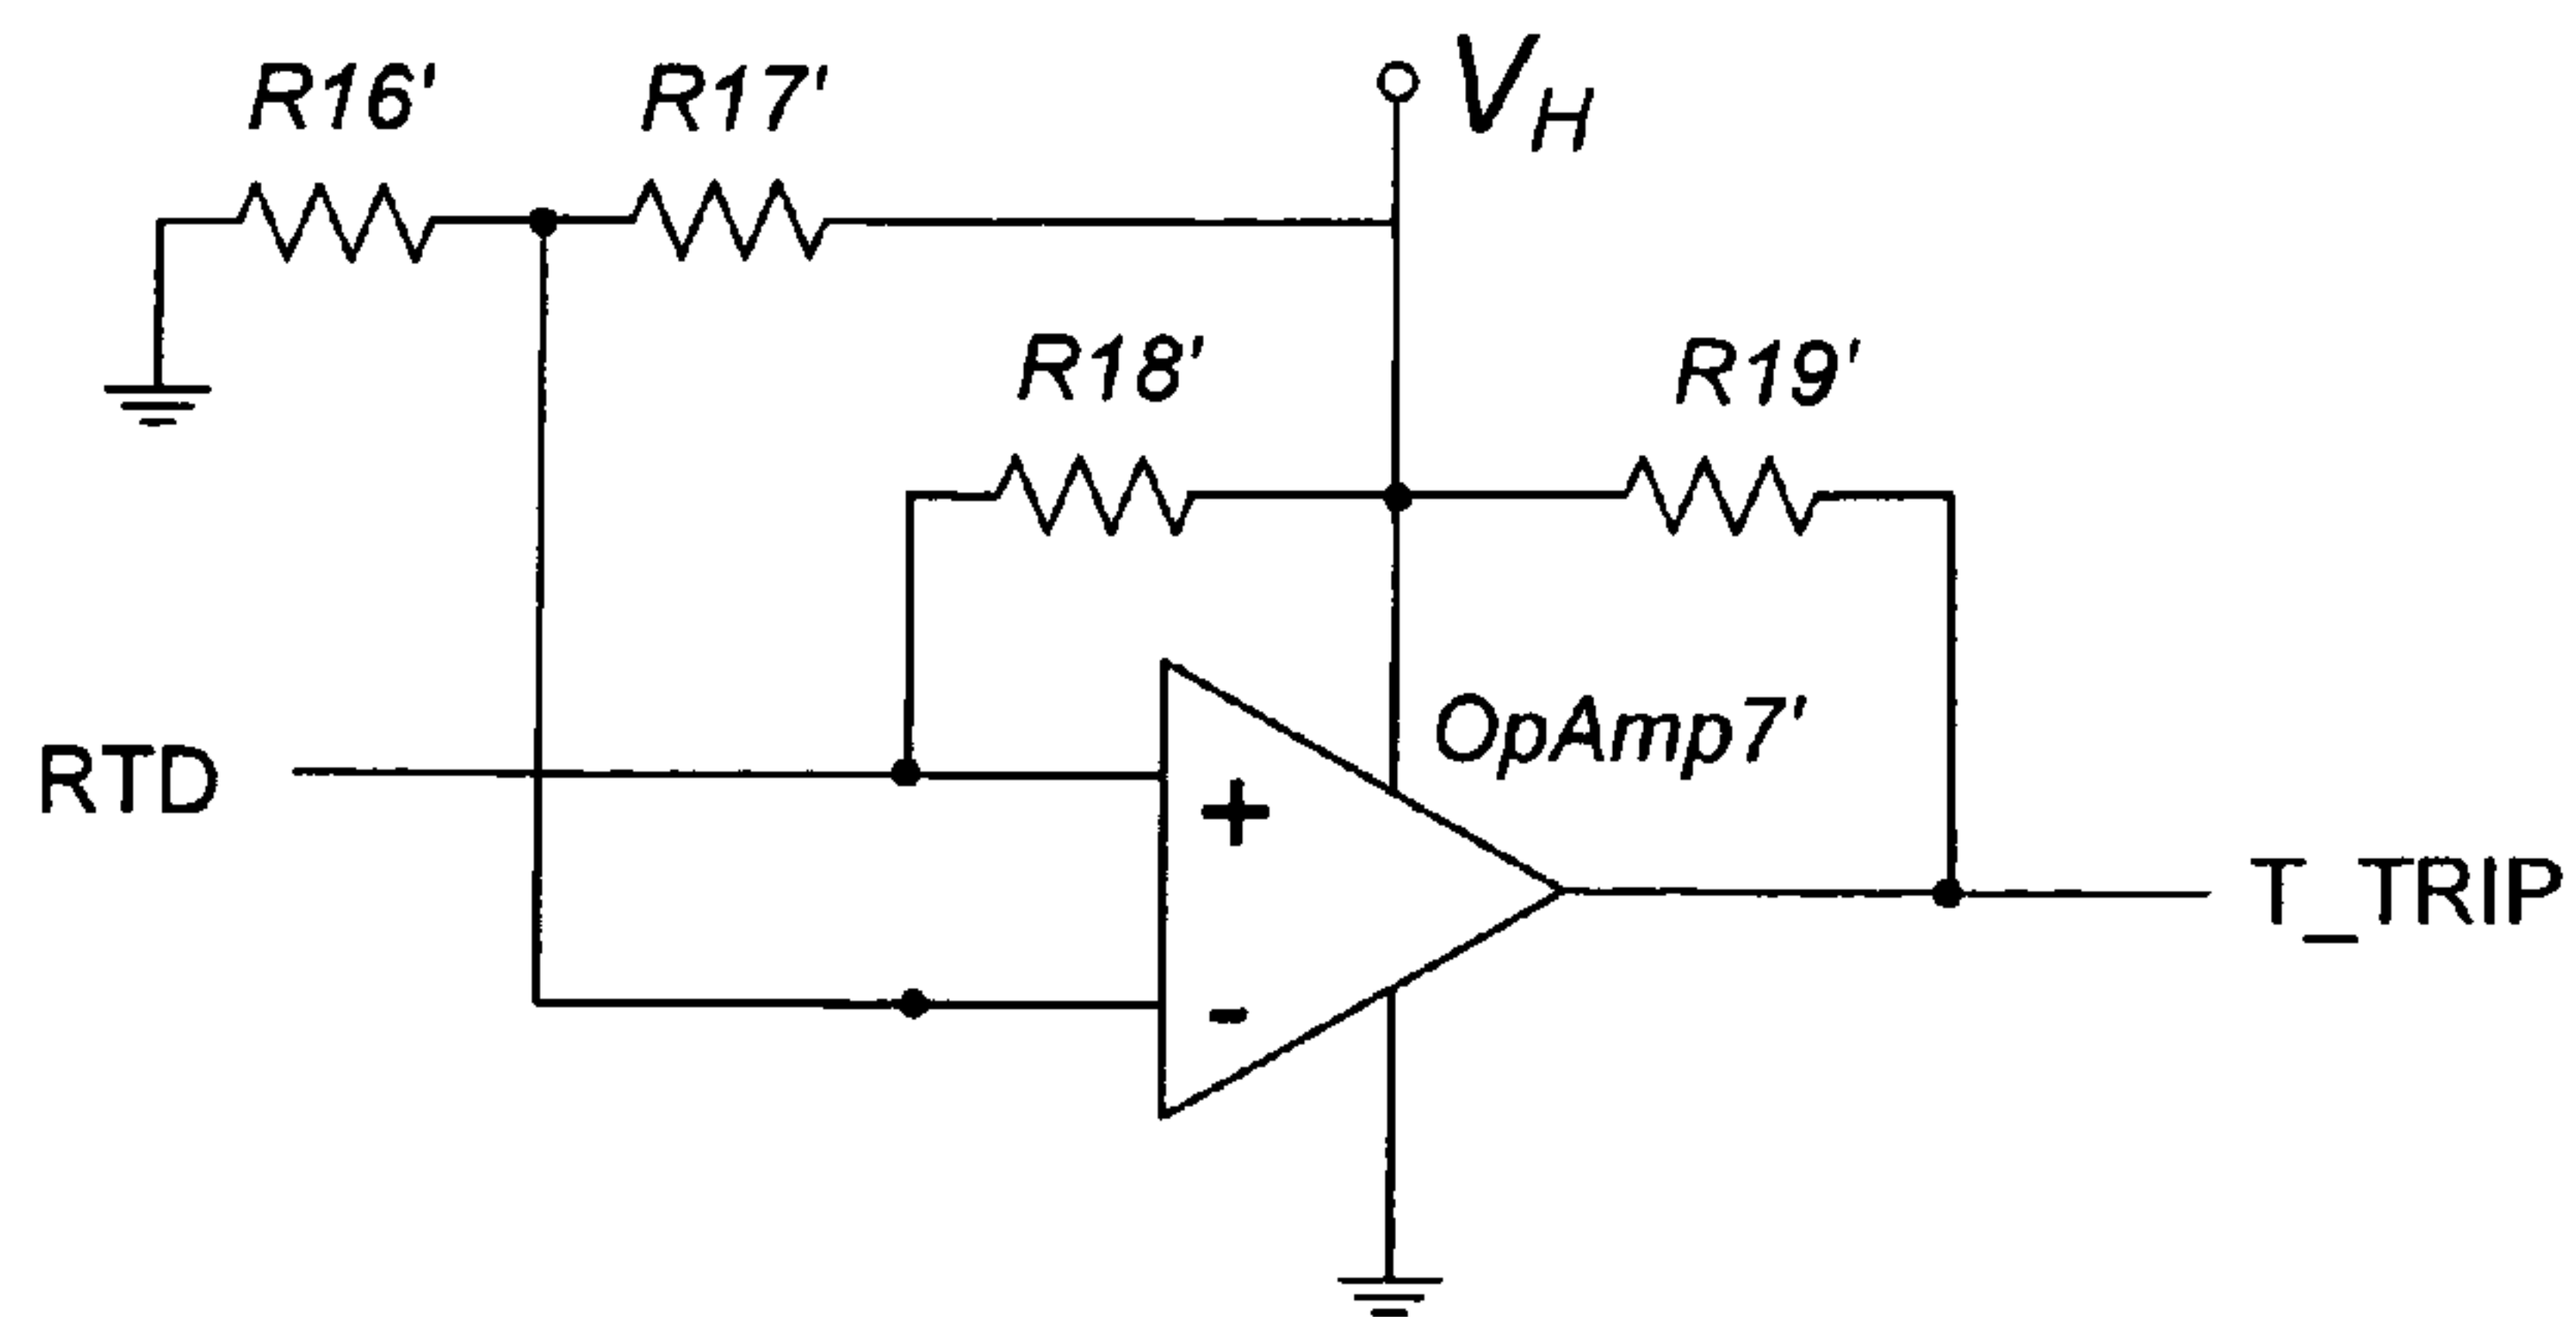 R16' R17' V_H
R18' R19'
OpAmp7'
RTD
+
T_TRIP
-